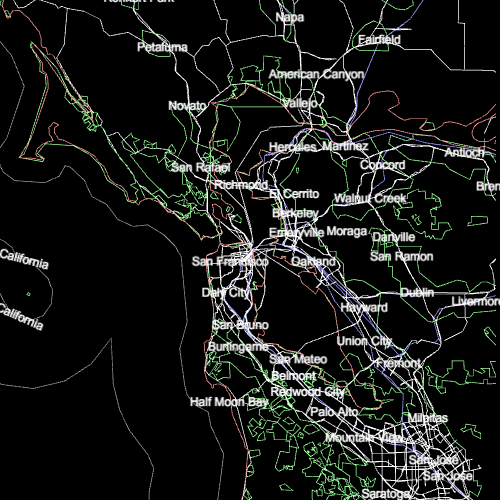 Napa
Fairfield
Petaluma
American Canyon
Vallejo
Novato
Hercules
Martinez
Antioch
Concord
San Rafael
Richmond
El Cerrito
Walnut Creek
Berkeley
Emeryville
Moraga
Danville
San Ramon
California
San Francisco
Oakland
Daly City
Dublin
Livermore
Hayward
California
San Bruno
Union City
Burlingame
San Mateo
Fremont
Belmont
Redwood City
Half Moon Bay
Palo Alto
Milpitas
Mountain View
San Jose
San Jose
Saratoga